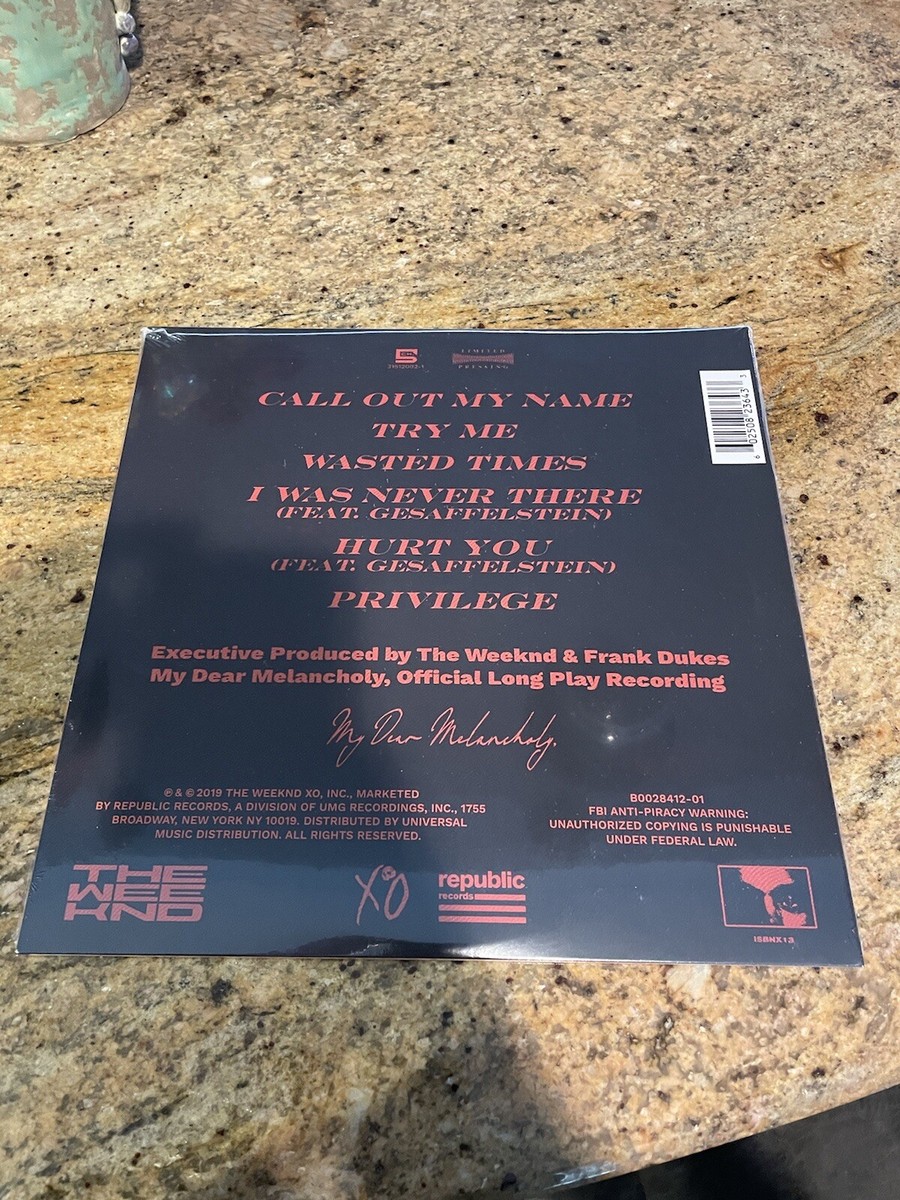 LIMITED
PRESSING
CALL OUT MY NAME
TRY ME
WASTED TIMES
I WAS NEVER THERE
(FEAT. GESAFFELSTEIN)
HURT YOU
(FEAT. GESAFFELSTEIN)
PRIVILEGE
6 02508 23643 3
Executive Produced by The Weeknd & Frank Dukes
My Dear Melancholy, Official Long Play Recording
My Dear Melancholy,
℗ & © 2019 THE WEEKND XO, INC., MARKETED
BY REPUBLIC RECORDS, A DIVISION OF UMG RECORDINGS, INC., 1755
BROADWAY, NEW YORK NY 10019. DISTRIBUTED BY UNIVERSAL
MUSIC DISTRIBUTION. ALL RIGHTS RESERVED.
B0028412-01
FBI ANTI-PIRACY WARNING:
UNAUTHORIZED COPYING IS PUNISHABLE
UNDER FEDERAL LAW.
THE
WEE
KND
XO
republic
records
ISBNX13